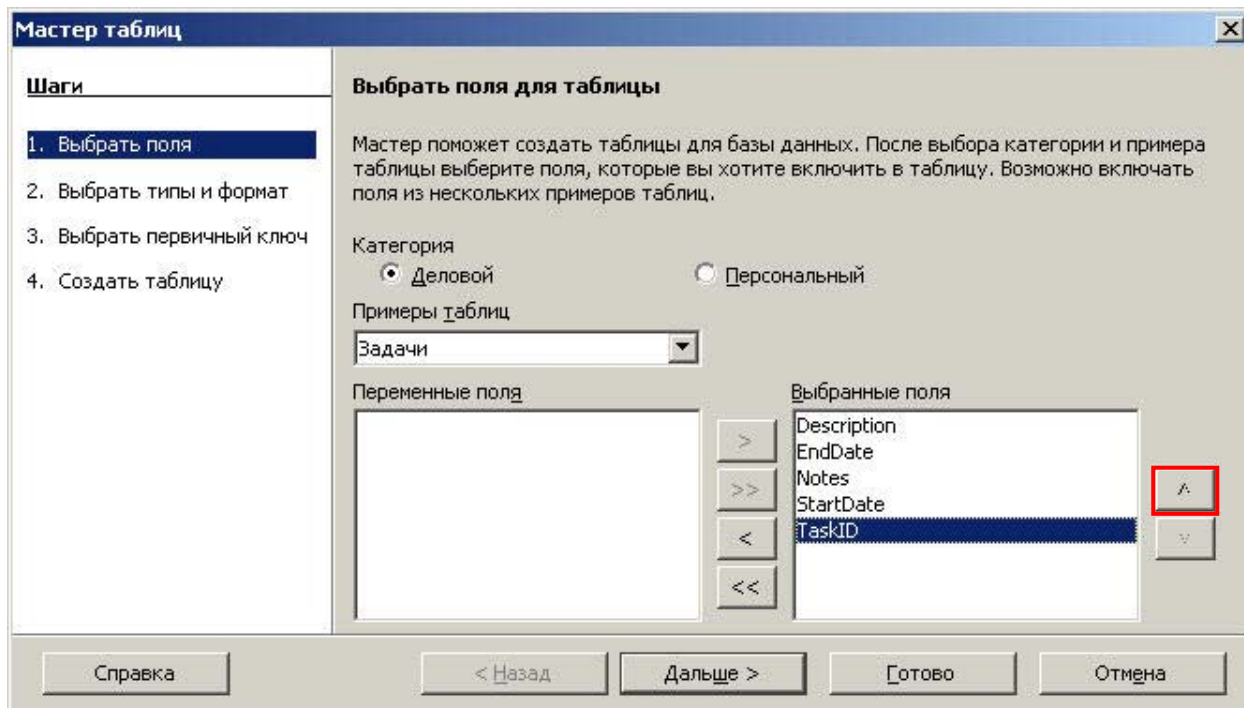 Мастер таблиц
Шаги
1. Выбрать поля
2. Выбрать типы и формат
3. Выбрать первичный ключ
4. Создать таблицу
Выбрать поля для таблицы
Мастер поможет создать таблицы для базы данных. После выбора категории и примера
таблицы выберите поля, которые вы хотите включить в таблицу. Возможно включать
поля из нескольких примеров таблиц.
Категория
Деловой
Персональный
Примеры таблиц
Задачи
Переменные поля
>
>>
<
<<
Выбранные поля
Description
EndDate
Notes
StartDate
TaskID
^
v
Справка
< Назад
Дальше >
Готово
Отмена